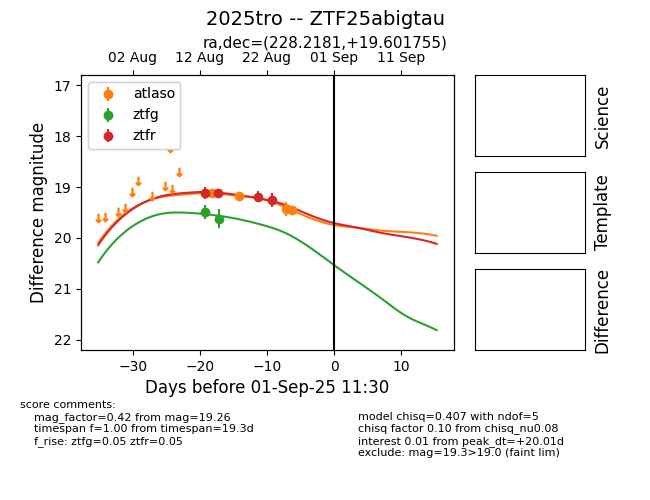 2025tro -- ZTF25abigtau
ra,dec=(228.2181,+19.601755)
02 Aug 12 Aug 22 Aug 01 Sep 11 Sep
atlaso
ztfg
ztfr
17
18
19
20
21
22
Difference magnitude
−30 −20 −10 0 10
Days before 01-Sep-25 11:30
Science
Template
Difference
score comments:
mag_factor=0.42 from mag=19.26
timespan f=1.00 from timespan=19.3d
f_rise: ztfg=0.05 ztfr=0.05
model chisq=0.407 with ndof=5
chisq factor 0.10 from chisq_nu0.08
interest 0.01 from peak_dt=+20.01d
exclude: mag=19.3>19.0 (faint lim)